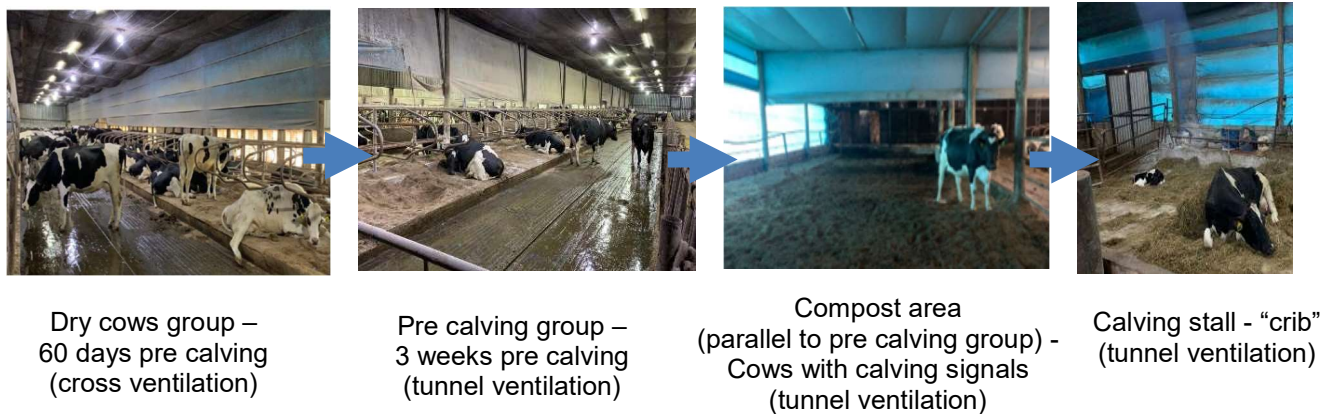 Dry cows group –
60 days pre calving
(cross ventilation)
Pre calving group –
3 weeks pre calving
(tunnel ventilation)
Compost area
(parallel to pre calving group) -
Cows with calving signals
(tunnel ventilation)
Calving stall - “crib”
(tunnel ventilation)